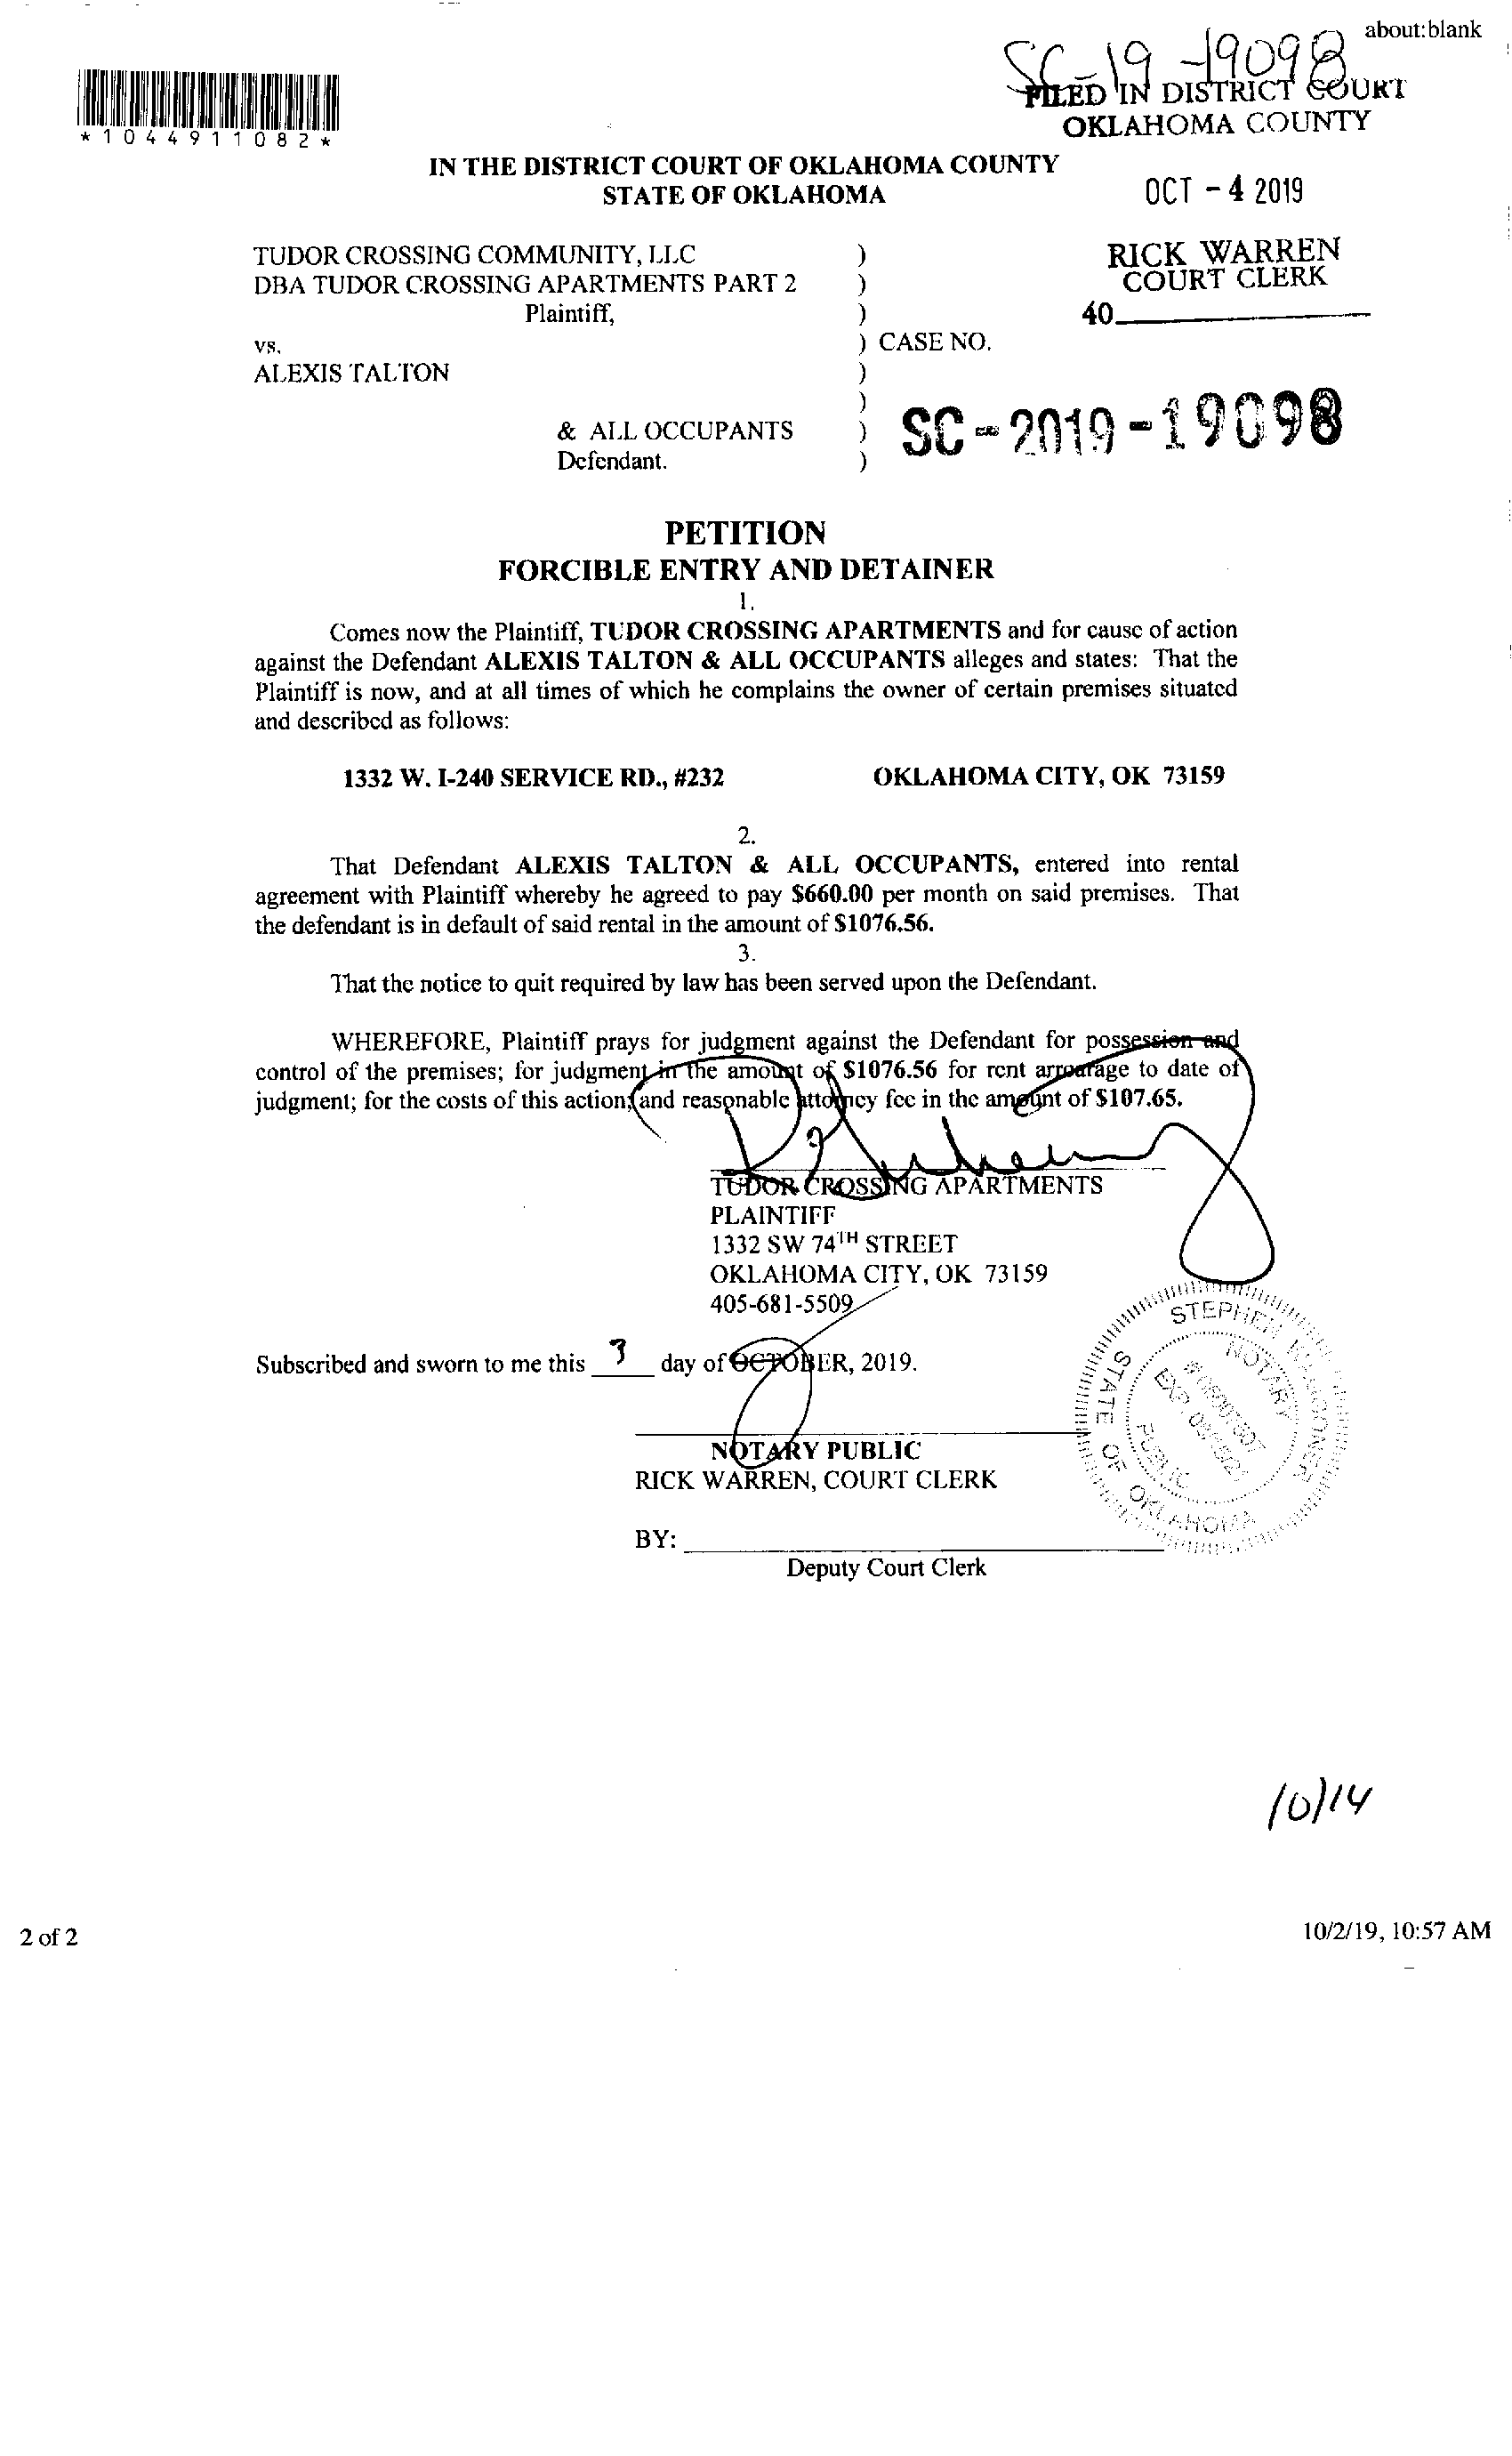 about:blank
SC-19-19098
FILED IN DISTRICT COURT
OKLAHOMA COUNTY
*1044911082*
IN THE DISTRICT COURT OF OKLAHOMA COUNTY
STATE OF OKLAHOMA
OCT - 4 2019
TUDOR CROSSING COMMUNITY, LLC )
DBA TUDOR CROSSING APARTMENTS PART 2 )
Plaintiff, )
RICK WARREN
COURT CLERK
40
vs. ) CASE NO.
ALEXIS TALTON )
)
& ALL OCCUPANTS ) SC-2019-19098
Defendant. )
PETITION
FORCIBLE ENTRY AND DETAINER
1.
Comes now the Plaintiff, TUDOR CROSSING APARTMENTS and for cause of action
against the Defendant ALEXIS TALTON & ALL OCCUPANTS alleges and states: That the
Plaintiff is now, and at all times of which he complains the owner of certain premises situated
and described as follows:
1332 W. I-240 SERVICE RD., #232 OKLAHOMA CITY, OK 73159
2.
That Defendant ALEXIS TALTON & ALL OCCUPANTS, entered into rental
agreement with Plaintiff whereby he agreed to pay $660.00 per month on said premises. That
the defendant is in default of said rental in the amount of $1076.56.
3.
That the notice to quit required by law has been served upon the Defendant.
WHEREFORE, Plaintiff prays for judgment against the Defendant for possession and
control of the premises; for judgment in the amount of $1076.56 for rent arrearage to date of
judgment; for the costs of this action; and reasonable attorney fee in the amount of $107.65.
TUDOR CROSSING APARTMENTS
PLAINTIFF
1332 SW 74TH STREET
OKLAHOMA CITY, OK 73159
405-681-5509
Subscribed and sworn to me this 3 day of OCTOBER, 2019.
STEPHEN
NOTARY
PUBLIC
STATE OF OKLAHOMA
NOTARY PUBLIC
RICK WARREN, COURT CLERK
BY:
Deputy Court Clerk
10/14
2 of 2
10/2/19, 10:57 AM